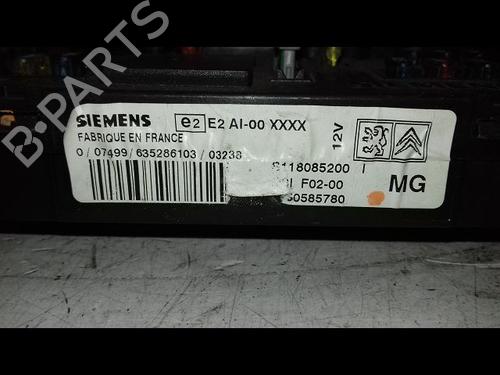 B-PARTS
SIEMENS e2 E2 AI-00 XXXX
FABRIQUE EN FRANCE
0 / 07499 / 635286103 / 03238
12V
S118085200 I
F02-00
MG
0585780